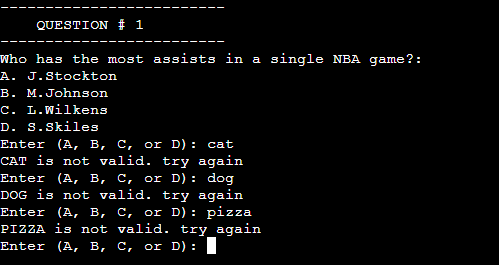 -------------------------
QUESTION # 1
-------------------------
Who has the most assists in a single NBA game?:
A. J.Stockton
B. M.Johnson
C. L.Wilkens
D. S.Skiles
Enter (A, B, C, or D): cat
CAT is not valid. try again
Enter (A, B, C, or D): dog
DOG is not valid. try again
Enter (A, B, C, or D): pizza
PIZZA is not valid. try again
Enter (A, B, C, or D):